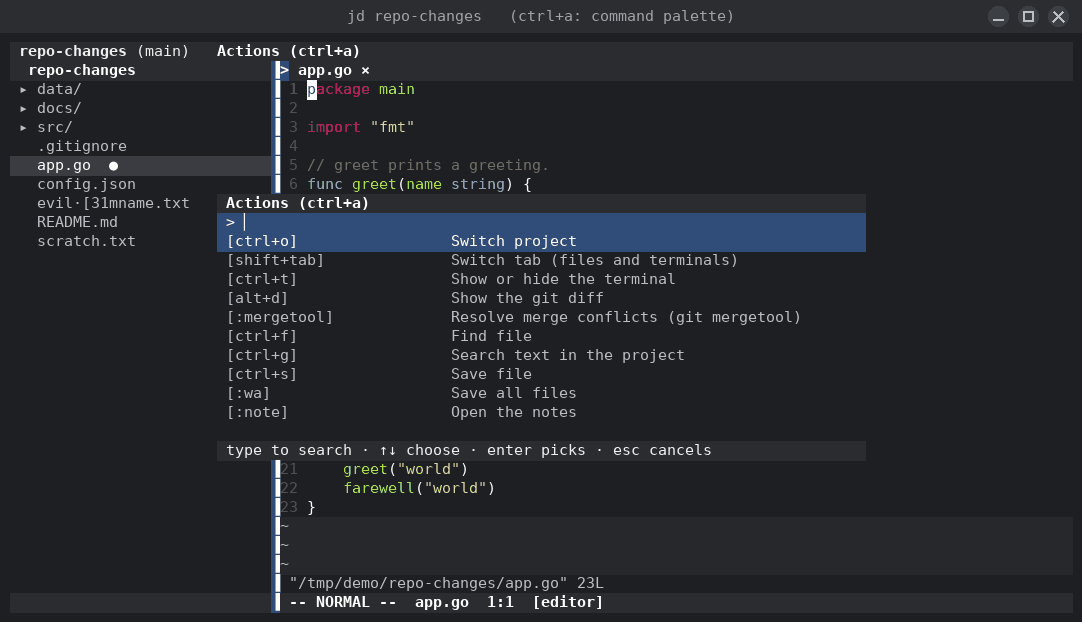 jd repo-changes   (ctrl+a: command palette)
repo-changes (main)   Actions (ctrl+a)
repo-changes   > app.go ×
▸ data/   1 package main
▸ docs/   2
▸ src/   3 import "fmt"
.gitignore   4
app.go ●   5 // greet prints a greeting.
config.json   6 func greet(name string) {
evil·[31mname.txt   Actions (ctrl+a)
README.md   >
scratch.txt   [ctrl+o]   Switch project
[shift+tab]   Switch tab (files and terminals)
[ctrl+t]   Show or hide the terminal
[alt+d]   Show the git diff
[:mergetool]   Resolve merge conflicts (git mergetool)
[ctrl+f]   Find file
[ctrl+g]   Search text in the project
[ctrl+s]   Save file
[:wa]   Save all files
[:note]   Open the notes
type to search · ↑↓ choose · enter picks · esc cancels
21     greet("world")
22     farewell("world")
23 }
~
~
~
"/tmp/demo/repo-changes/app.go" 23L
-- NORMAL --  app.go  1:1  [editor]